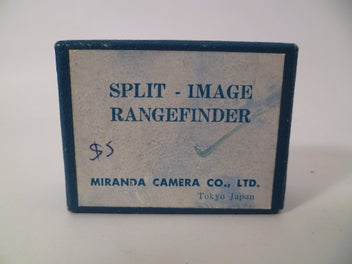 SPLIT - IMAGE
RANGEFINDER
$5
MIRANDA CAMERA CO., LTD.
Tokyo Japan